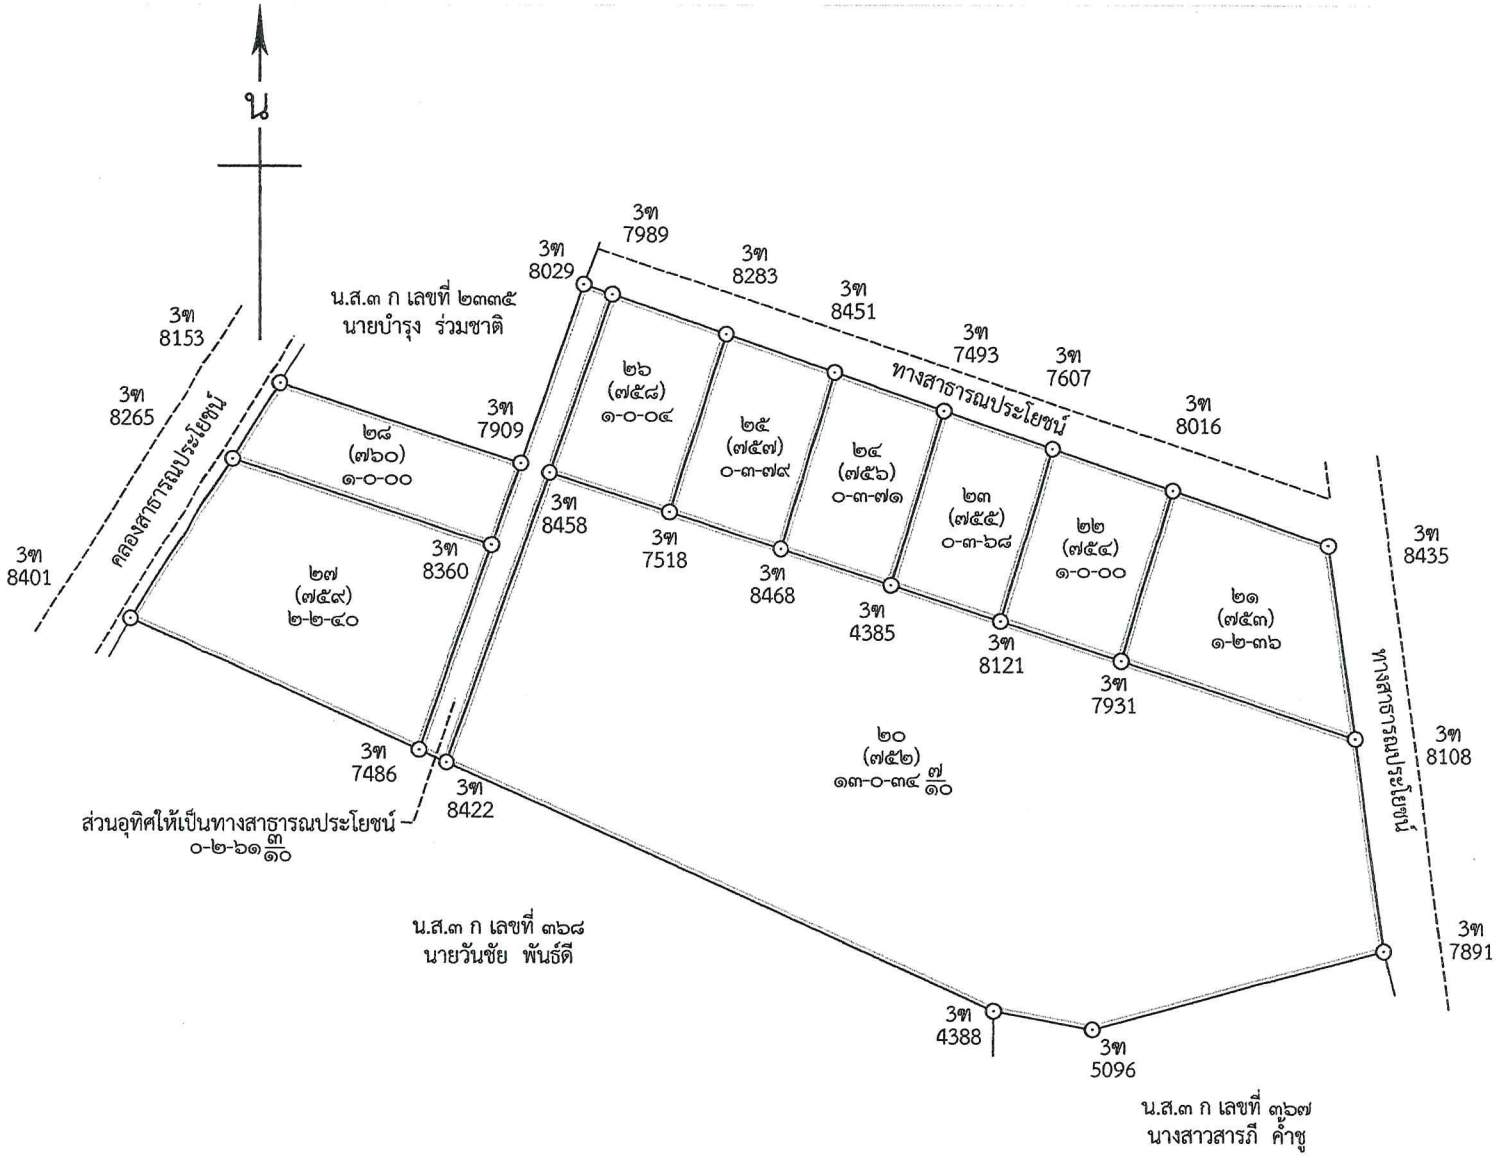 น
3ฑ
7989
3ฑ
8029
3ฑ
8283
3ฑ
8451
3ฑ
7493
3ฑ
7607
3ฑ
8016
3ฑ
8153
3ฑ
8265
3ฑ
8401
น.ส.๓ ก เลขที่ ๒๓๓๕
นายบำรุง ร่วมชาติ
คลองสาธารณประโยชน์
ทางสาธารณประโยชน์
3ฑ
7909
๒๘
(๗๖๐)
๑-๐-๐๐
๒๖
(๗๕๘)
๑-๐-๐๔
๒๕
(๗๕๗)
๐-๓-๗๙
๒๔
(๗๕๖)
๐-๓-๗๑
๒๓
(๗๕๕)
๐-๓-๖๘
๒๒
(๗๕๔)
๑-๐-๐๐
๒๑
(๗๕๓)
๑-๒-๓๖
3ฑ
8435
3ฑ
8458
3ฑ
8360
3ฑ
7518
3ฑ
8468
3ฑ
4385
3ฑ
8121
3ฑ
7931
๒๗
(๗๕๙)
๒-๒-๔๐
ทางสาธารณประโยชน์
3ฑ
8108
๒๐
(๗๕๒)
๑๓-๐-๓๔ ๗/๑๐
3ฑ
7486
3ฑ
8422
ส่วนอุทิศให้เป็นทางสาธารณประโยชน์
๐-๒-๖๑ ๓/๑๐
น.ส.๓ ก เลขที่ ๓๖๘
นายวันชัย พันธ์ดี
3ฑ
7891
3ฑ
4388
3ฑ
5096
น.ส.๓ ก เลขที่ ๓๖๗
นางสาวสารภี ค้ำชู